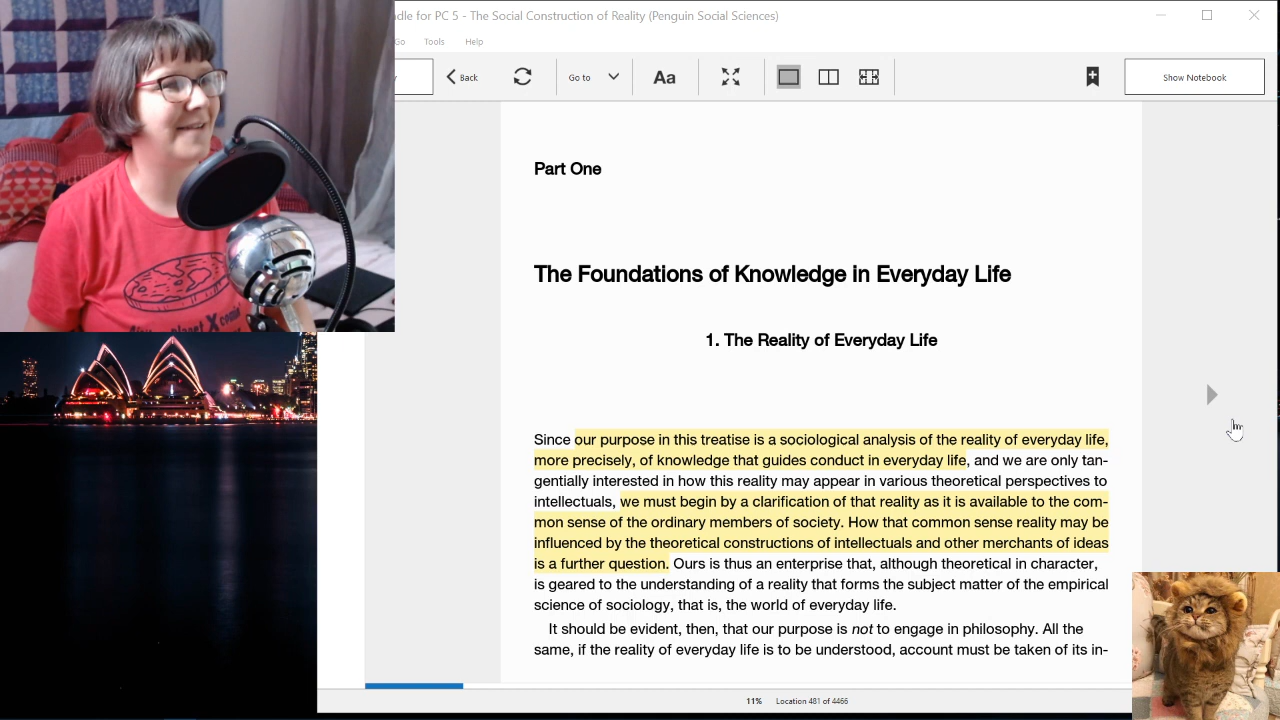 dle for PC 5 - The Social Construction of Reality (Penguin Social Sciences)
Go Tools Help
Back Go to Aa Show Notebook
Part One
The Foundations of Knowledge in Everyday Life
1. The Reality of Everyday Life
Since our purpose in this treatise is a sociological analysis of the reality of everyday life,
more precisely, of knowledge that guides conduct in everyday life, and we are only tan-
gentially interested in how this reality may appear in various theoretical perspectives to
intellectuals, we must begin by a clarification of that reality as it is available to the com-
mon sense of the ordinary members of society. How that common sense reality may be
influenced by the theoretical constructions of intellectuals and other merchants of ideas
is a further question. Ours is thus an enterprise that, although theoretical in character,
is geared to the understanding of a reality that forms the subject matter of the empirical
science of sociology, that is, the world of everyday life.
It should be evident, then, that our purpose is not to engage in philosophy. All the
same, if the reality of everyday life is to be understood, account must be taken of its in-
11% Location 481 of 4466